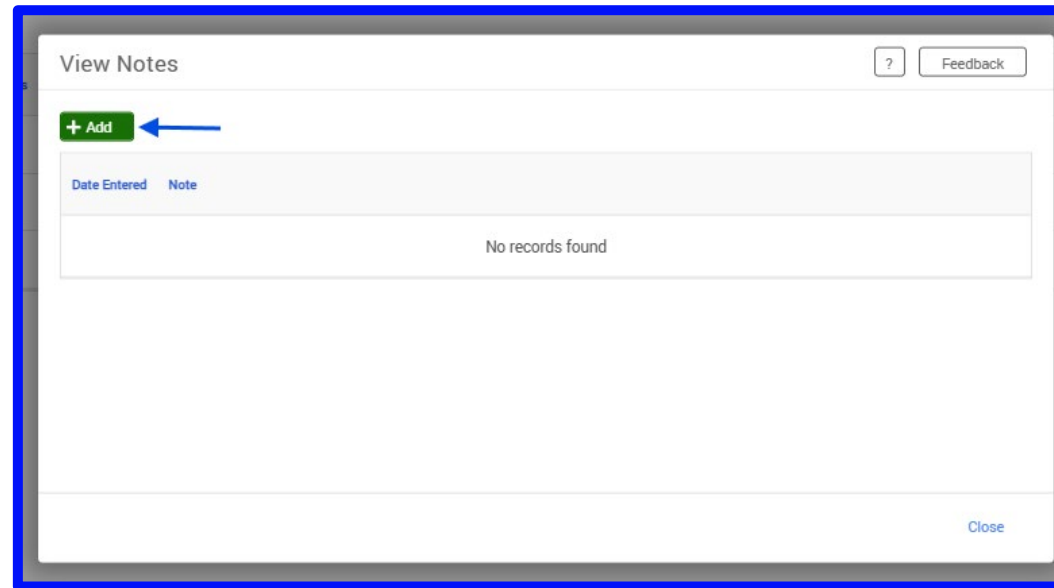 View Notes
?
Feedback
+ Add
Date Entered Note
No records found
Close